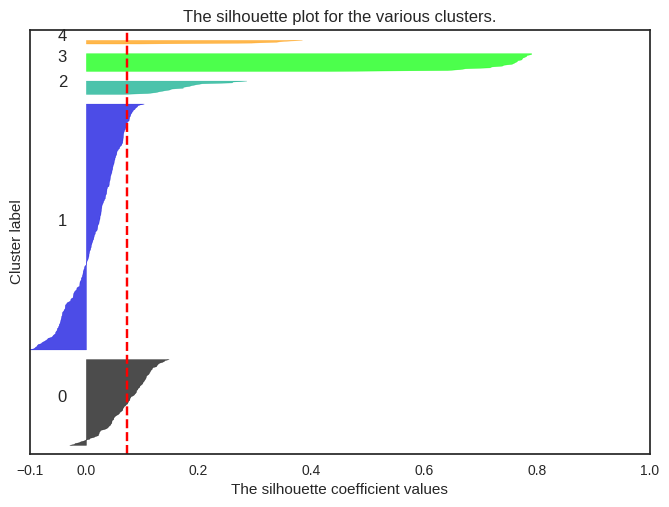 The silhouette plot for the various clusters.
4
3
2
1
0
Cluster label
−0.1 0.0 0.2 0.4 0.6 0.8 1.0
The silhouette coefficient values